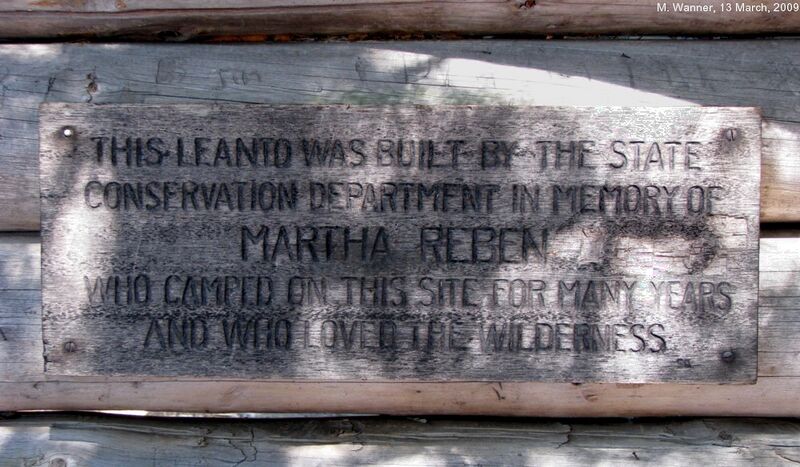 M. Wanner, 13 March, 2009
THIS LEANTO WAS BUILT BY THE STATE
CONSERVATION DEPARTMENT IN MEMORY OF
MARTHA REBEN
WHO CAMPED ON THIS SITE FOR MANY YEARS
AND WHO LOVED THE WILDERNESS